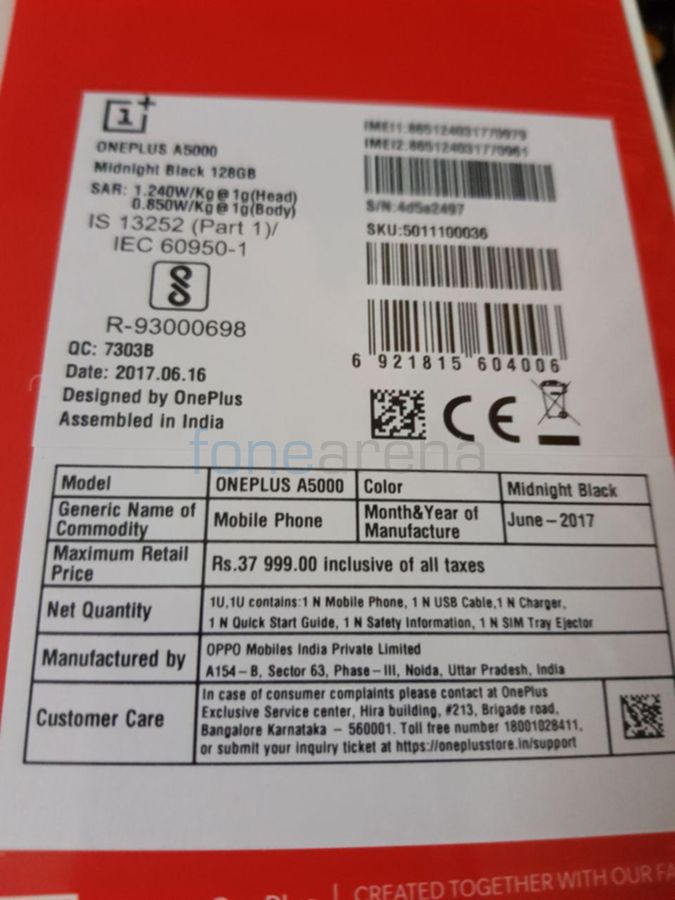 ONEPLUS A5000
Midnight Black 128GB
SAR: 1.240W/Kg@1g(Head)
0.850W/Kg@1g(Body)
IS 13252 (Part 1)/
IEC 60950-1
R-93000698
QC: 7303B
Date: 2017.06.16
Designed by OnePlus
Assembled in India
IMEI1:
IMEI2:
S/N:
SKU:5011100036
6 921815 604006
CE
fonearena
Model ONEPLUS A5000 Color Midnight Black
Generic Name of Commodity Mobile Phone Month&Year of Manufacture June-2017
Maximum Retail Price Rs.37 999.00 inclusive of all taxes
Net Quantity 1U,1U contains:1 N Mobile Phone, 1 N USB Cable,1 N Charger,
1 N Quick Start Guide, 1 N Safety Information, 1 N SIM Tray Ejector
Manufactured by OPPO Mobiles India Private Limited
A154-B, Sector 63, Phase-III, Noida, Uttar Pradesh, India
Customer Care In case of consumer complaints please contact at OnePlus
Exclusive Service center, Hira building, #213, Brigade road,
Bangalore Karnataka - 560001. Toll free number 18001028411,
or submit your inquiry ticket at https://oneplusstore.in/support
CREATED TOGETHER WITH OUR